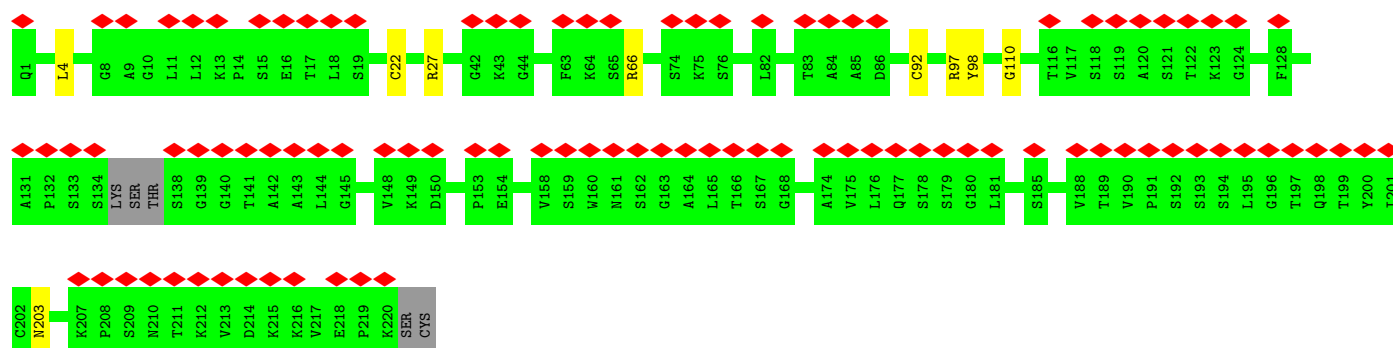 Q1 L4 G8 A9 G10 L11 L12 K13 P14 S15 E16 T17 L18 S19 C22 R27 G42 K43 G44 F63 K64 S65 R66 S74 K75 S76 L82 T83 A84 A85 D86 C92 R97 Y98 G110 T116 V117 S118 S119 A120 S121 T122 K123 G124 F128
A131 P132 S133 S134 LYS SER THR S138 G139 G140 T141 A142 A143 L144 G145 V148 K149 D150 P153 E154 V158 S159 W160 N161 S162 G163 A164 L165 T166 S167 G168 A174 V175 L176 Q177 S178 S179 G180 L181 S185 V188 T189 V190 P191 S192 S193 S194 L195 G196 T197 Q198 T199 Y200 I201
C202 N203 K207 P208 S209 N210 T211 K212 V213 D214 K215 K216 V217 E218 P219 K220 SER CYS